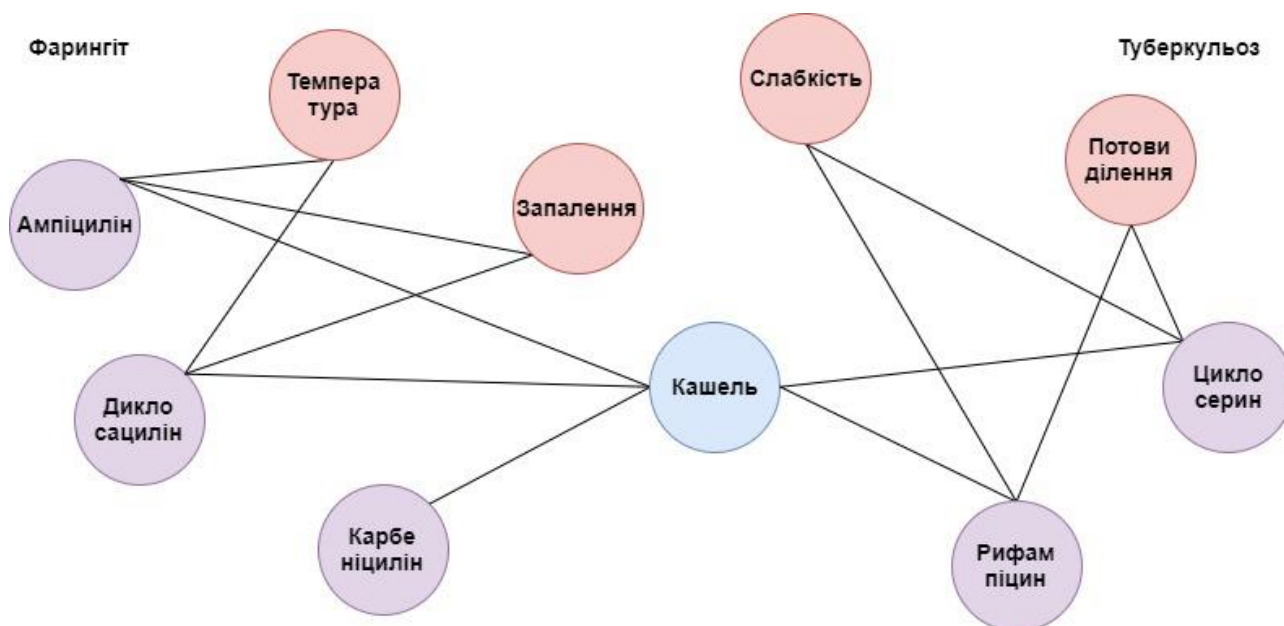 Фарингіт
Туберкульоз
Темпера
тура
Слабкість
Потови
ділення
Ампіцилін
Запалення
Дикло
сацилін
Кашель
Цикло
серин
Карбе
ніцилін
Рифам
піцин